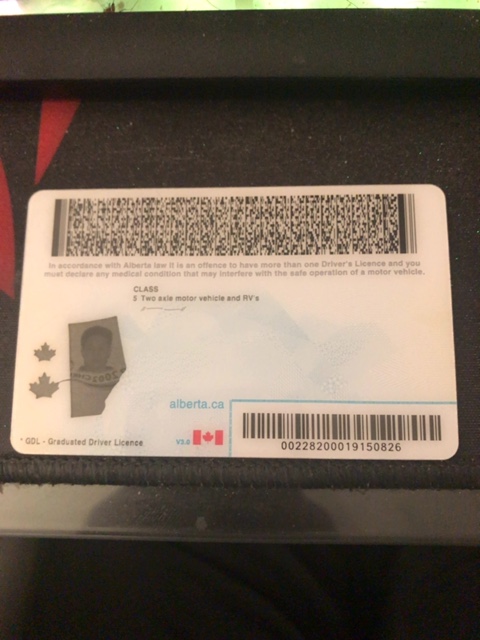 In accordance with Alberta law it is an offence to have more than one Driver's Licence and you
must declare any medical condition that may interfere with the safe operation of a motor vehicle.
CLASS
5 Two axle motor vehicle and RV's
alberta.ca
* GDL - Graduated Driver Licence
V3.0
00228200019150826